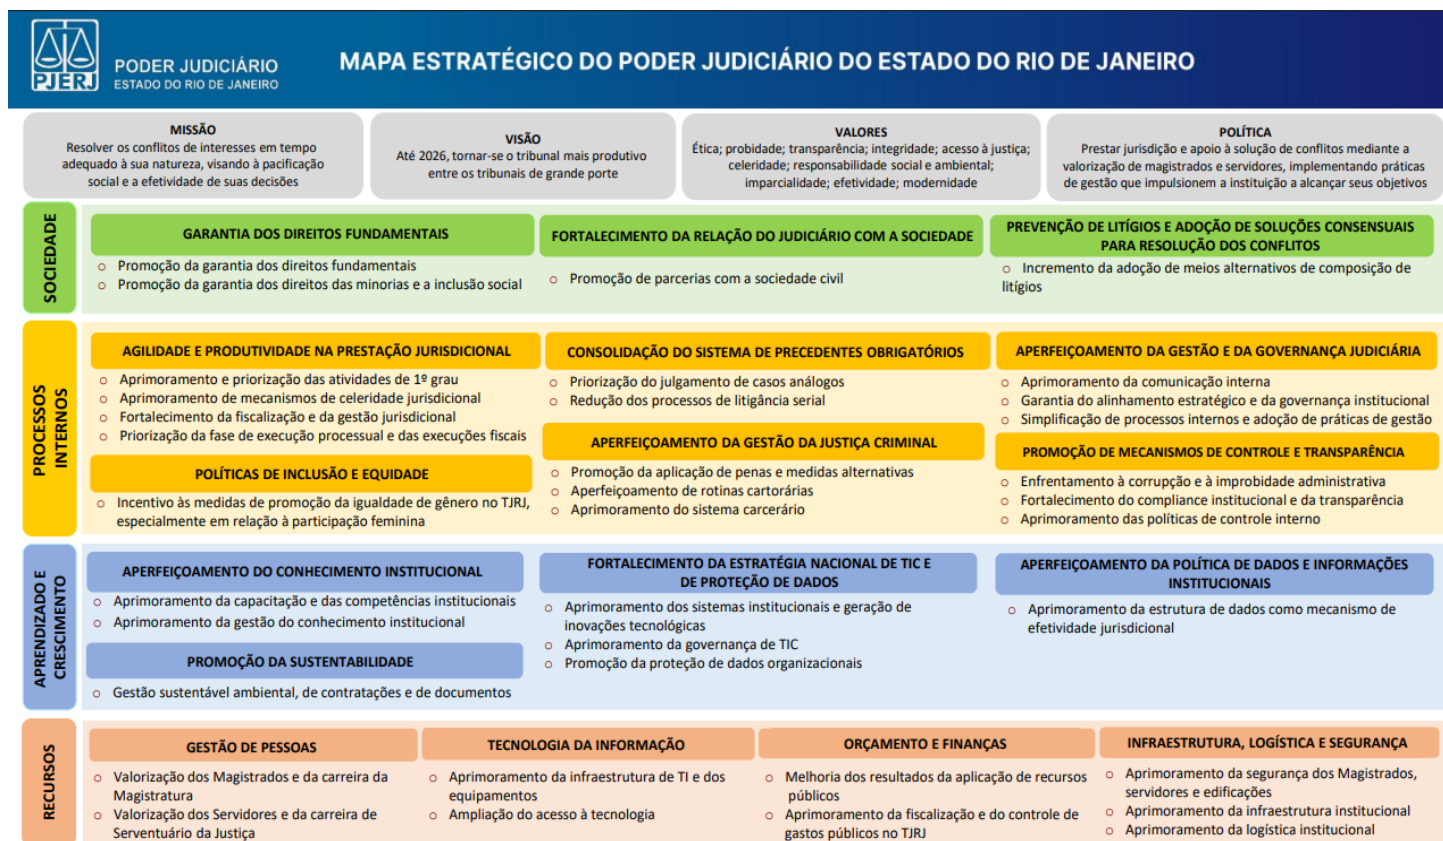 PJERJ
PODER JUDICIÁRIO
ESTADO DO RIO DE JANEIRO
MAPA ESTRATÉGICO DO PODER JUDICIÁRIO DO ESTADO DO RIO DE JANEIRO
MISSÃO
Resolver os conflitos de interesses em tempo
adequado à sua natureza, visando à pacificação
social e a efetividade de suas decisões
VISÃO
Até 2026, tornar-se o tribunal mais produtivo
entre os tribunais de grande porte
VALORES
Ética; probidade; transparência; integridade; acesso à justiça;
celeridade; responsabilidade social e ambiental;
imparcialidade; efetividade; modernidade
POLÍTICA
Prestar jurisdição e apoio à solução de conflitos mediante a
valorização de magistrados e servidores, implementando práticas
de gestão que impulsionem a instituição a alcançar seus objetivos
SOCIEDADE
GARANTIA DOS DIREITOS FUNDAMENTAIS
o Promoção da garantia dos direitos fundamentais
o Promoção da garantia dos direitos das minorias e a inclusão social
FORTALECIMENTO DA RELAÇÃO DO JUDICIÁRIO COM A SOCIEDADE
o Promoção de parcerias com a sociedade civil
PREVENÇÃO DE LITÍGIOS E ADOÇÃO DE SOLUÇÕES CONSENSUAIS
PARA RESOLUÇÃO DOS CONFLITOS
o Incremento da adoção de meios alternativos de composição de
litígios
PROCESSOS
INTERNOS
AGILIDADE E PRODUTIVIDADE NA PRESTAÇÃO JURISDICIONAL
o Aprimoramento e priorização das atividades de 1º grau
o Aprimoramento de mecanismos de celeridade jurisdicional
o Fortalecimento da fiscalização e da gestão jurisdicional
o Priorização da fase de execução processual e das execuções fiscais
POLÍTICAS DE INCLUSÃO E EQUIDADE
o Incentivo às medidas de promoção da igualdade de gênero no TJRJ,
especialmente em relação à participação feminina
CONSOLIDAÇÃO DO SISTEMA DE PRECEDENTES OBRIGATÓRIOS
o Priorização do julgamento de casos análogos
o Redução dos processos de litigância serial
APERFEIÇOAMENTO DA GESTÃO DA JUSTIÇA CRIMINAL
o Promoção da aplicação de penas e medidas alternativas
o Aperfeiçoamento de rotinas cartorárias
o Aprimoramento do sistema carcerário
APERFEIÇOAMENTO DA GESTÃO E DA GOVERNANÇA JUDICIÁRIA
o Aprimoramento da comunicação interna
o Garantia do alinhamento estratégico e da governança institucional
o Simplificação de processos internos e adoção de práticas de gestão
PROMOÇÃO DE MECANISMOS DE CONTROLE E TRANSPARÊNCIA
o Enfrentamento à corrupção e à improbidade administrativa
o Fortalecimento do compliance institucional e da transparência
o Aprimoramento das políticas de controle interno
APRENDIZADO E
CRESCIMENTO
APERFEIÇOAMENTO DO CONHECIMENTO INSTITUCIONAL
o Aprimoramento da capacitação e das competências institucionais
o Aprimoramento da gestão do conhecimento institucional
PROMOÇÃO DA SUSTENTABILIDADE
o Gestão sustentável ambiental, de contratações e de documentos
FORTALECIMENTO DA ESTRATÉGIA NACIONAL DE TIC E
DE PROTEÇÃO DE DADOS
o Aprimoramento dos sistemas institucionais e geração de
inovações tecnológicas
o Aprimoramento da governança de TIC
o Promoção da proteção de dados organizacionais
APERFEIÇOAMENTO DA POLÍTICA DE DADOS E INFORMAÇÕES
INSTITUCIONAIS
o Aprimoramento da estrutura de dados como mecanismo de
efetividade jurisdicional
RECURSOS
GESTÃO DE PESSOAS
o Valorização dos Magistrados e da carreira da
Magistratura
o Valorização dos Servidores e da carreira de
Serventuário da Justiça
TECNOLOGIA DA INFORMAÇÃO
o Aprimoramento da infraestrutura de TI e dos
equipamentos
o Ampliação do acesso à tecnologia
ORÇAMENTO E FINANÇAS
o Melhoria dos resultados da aplicação de recursos
públicos
o Aprimoramento da fiscalização e do controle de
gastos públicos no TJRJ
INFRAESTRUTURA, LOGÍSTICA E SEGURANÇA
o Aprimoramento da segurança dos Magistrados,
servidores e edificações
o Aprimoramento da infraestrutura institucional
o Aprimoramento da logística institucional